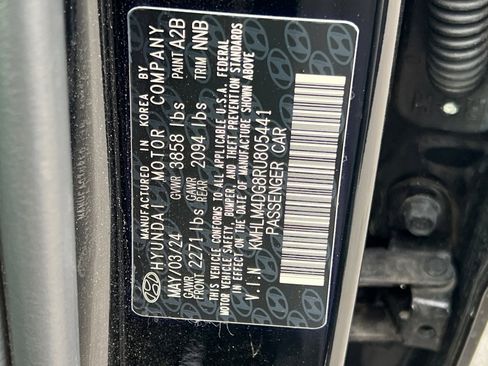 MANUFACTURED IN KOREA BY
HYUNDAI MOTOR COMPANY
MAY/03/24 GVWR 3858 lbs PAINT A2B
GAWR FRONT 2271 lbs GAWR REAR 2094 lbs TRIM NNB
THIS VEHICLE CONFORMS TO ALL APPLICABLE U.S.A. FEDERAL
MOTOR VEHICLE SAFETY, BUMPER, AND THEFT PREVENTION STANDARDS
IN EFFECT ON THE DATE OF MANUFACTURE SHOWN ABOVE.
V.I.N KMHLM4DG8RU805441
PASSENGER CAR